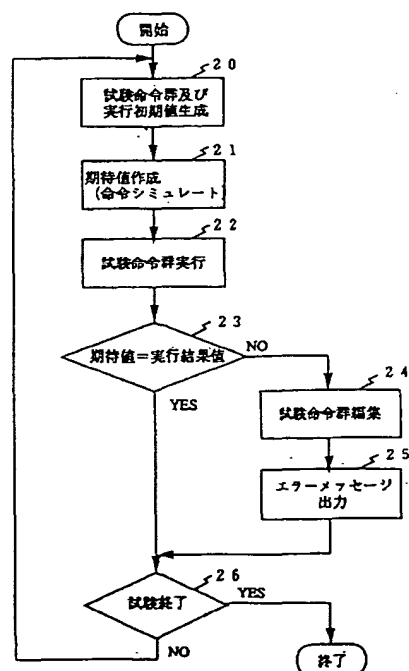 開始
20
試験命令群及び
実行初期値生成
21
期待値作成
(命令シミュレート)
22
試験命令群実行
23
期待値=実行結果値
NO
YES
24
試験命令群編集
25
エラーメッセージ
出力
26
試験終了
YES
NO
終了